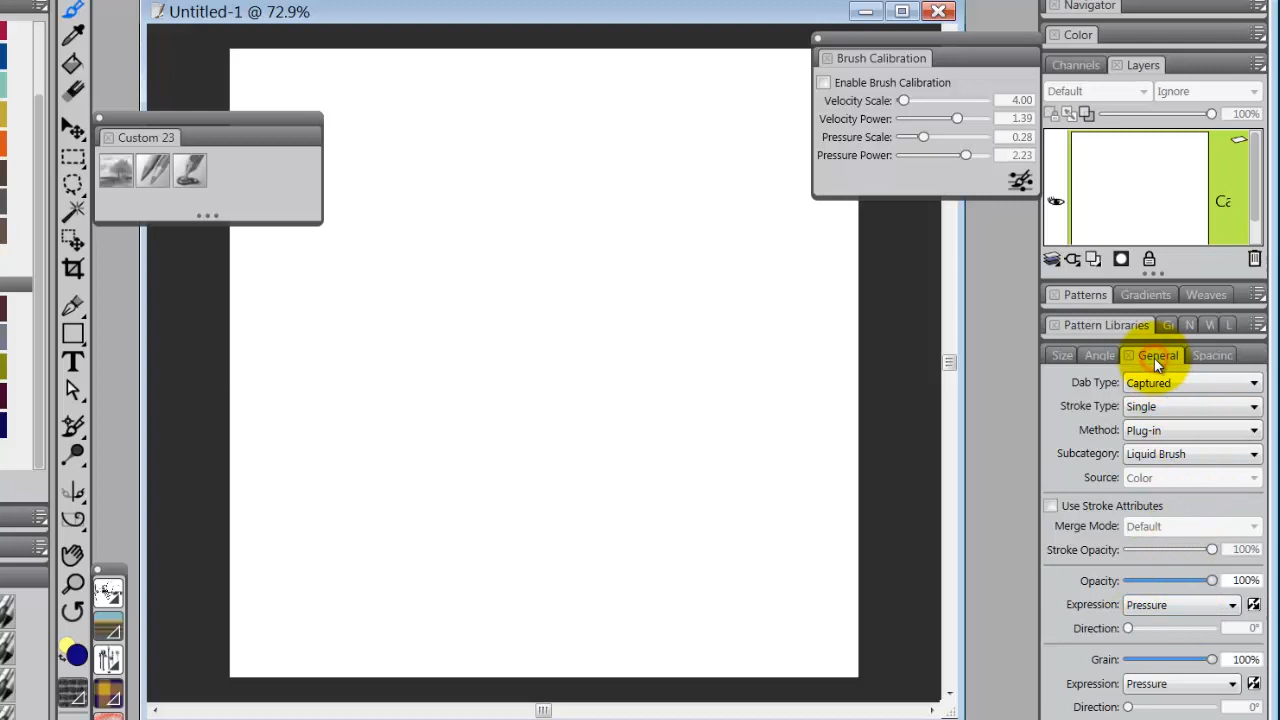 Untitled-1 @ 72.9%
Navigator
Color
Channels
Layers
Default
Ignore
100%
Brush Calibration
Enable Brush Calibration
Velocity Scale: 4.00
Velocity Power: 1.39
Pressure Scale: 0.28
Pressure Power: 2.23
Custom 23
Ca
Patterns
Gradients
Weaves
Pattern Libraries
N
W
L
Size
Angle
General
Spacing
Dab Type: Captured
Stroke Type: Single
Method: Plug-in
Subcategory: Liquid Brush
Source: Color
Use Stroke Attributes
Merge Mode: Default
Stroke Opacity: 100%
Opacity: 100%
Expression: Pressure
Direction: 0°
Grain: 100%
Expression: Pressure
Direction: 0°